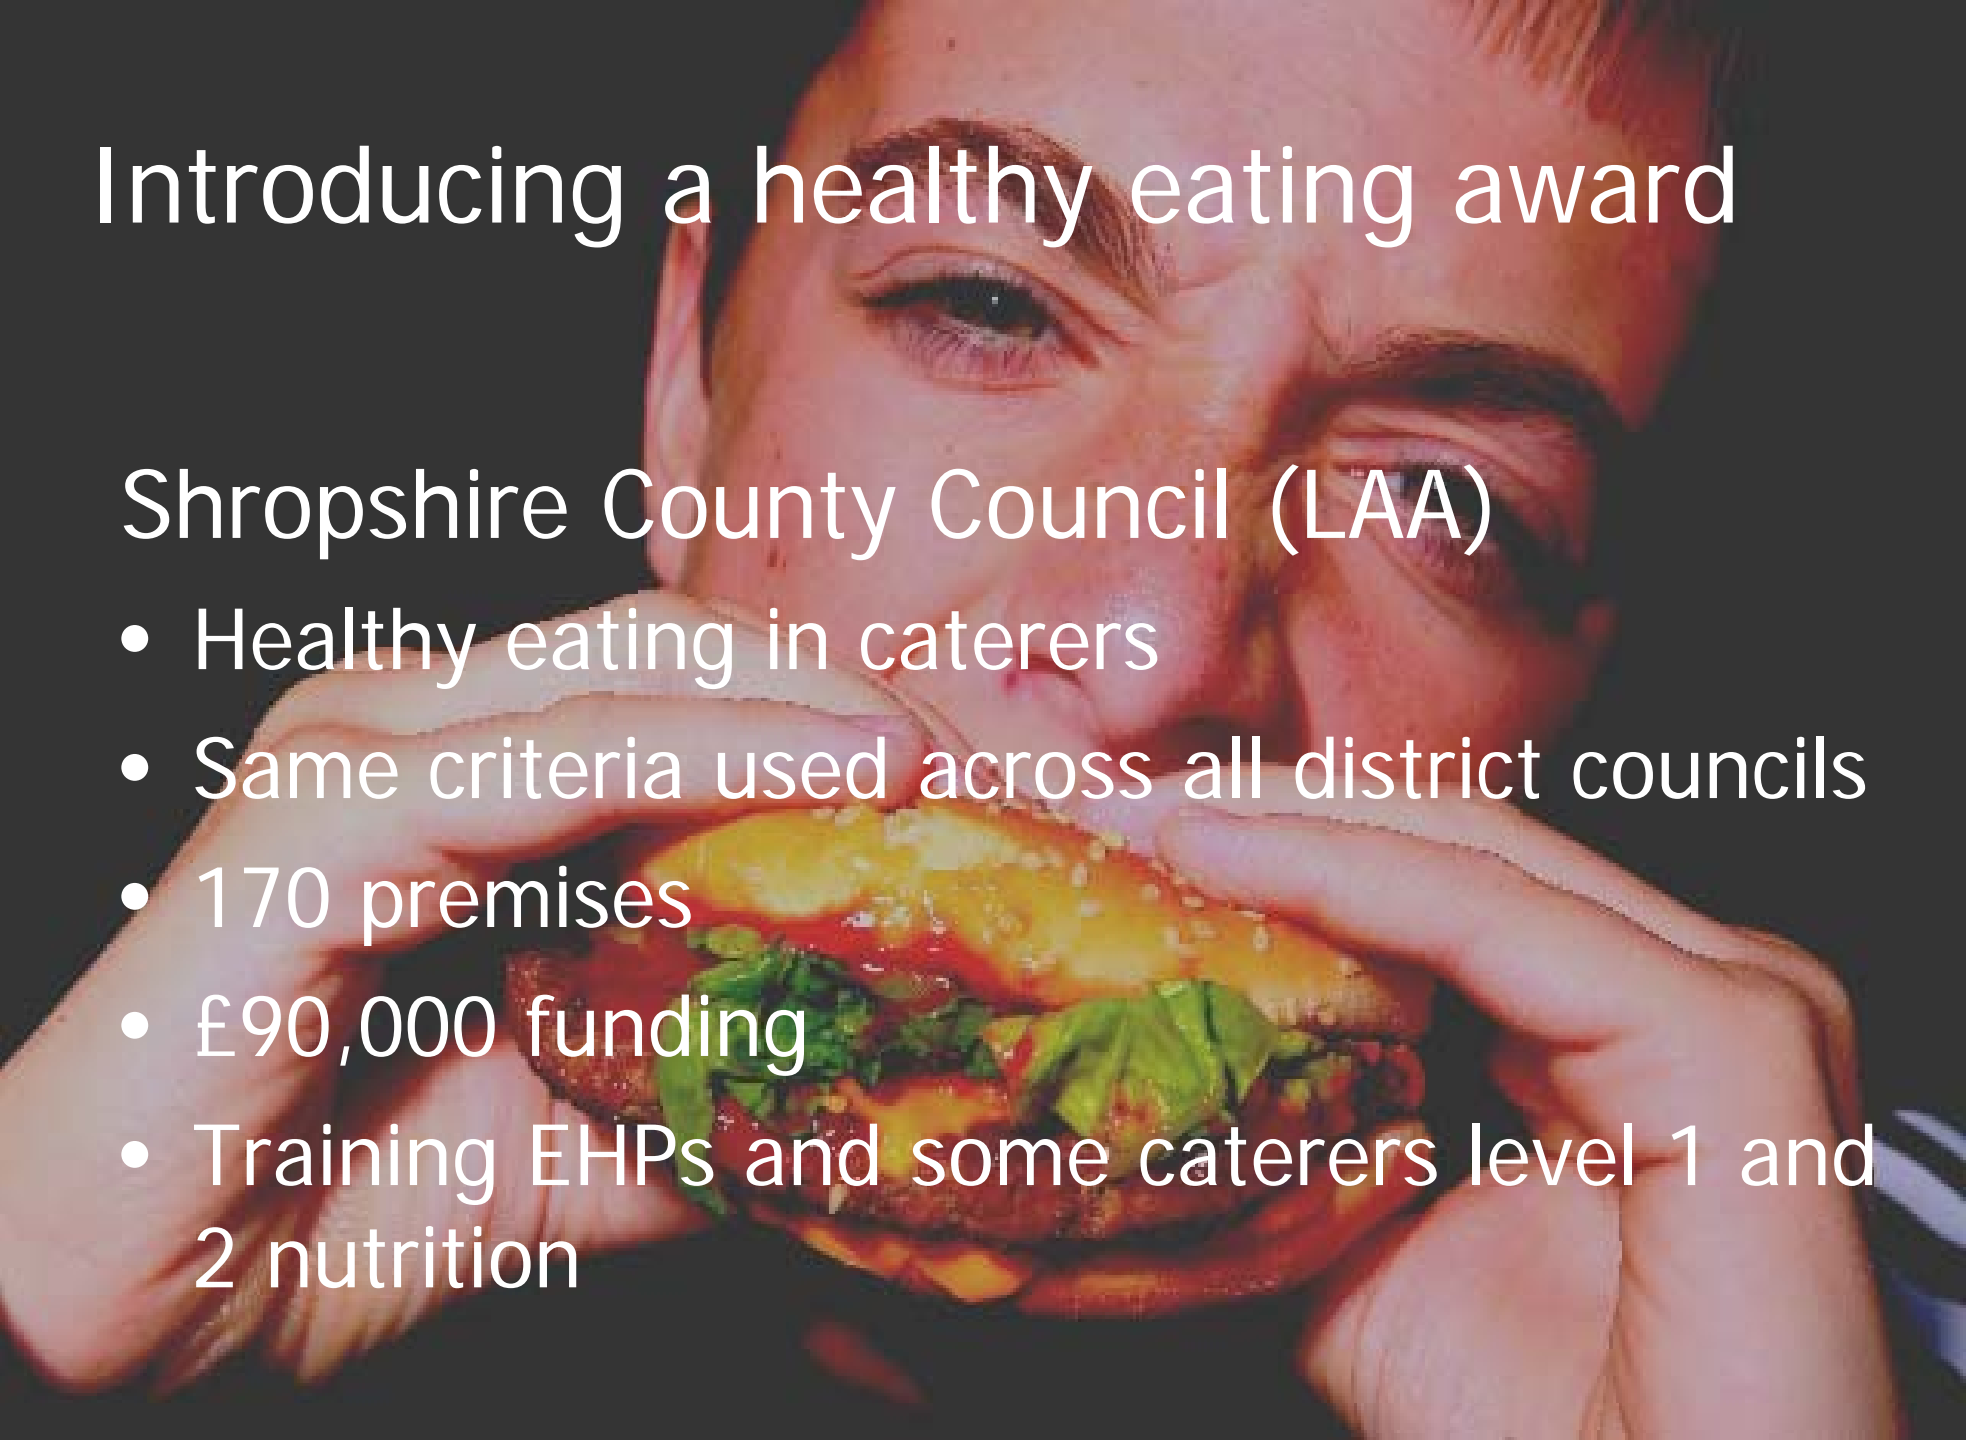 Introducing a healthy eating award
Shropshire County Council (LAA)
• Healthy eating in caterers
• Same criteria used across all district councils
• 170 premises
• £90,000 funding
• Training EHPs and some caterers level 1 and
2 nutrition